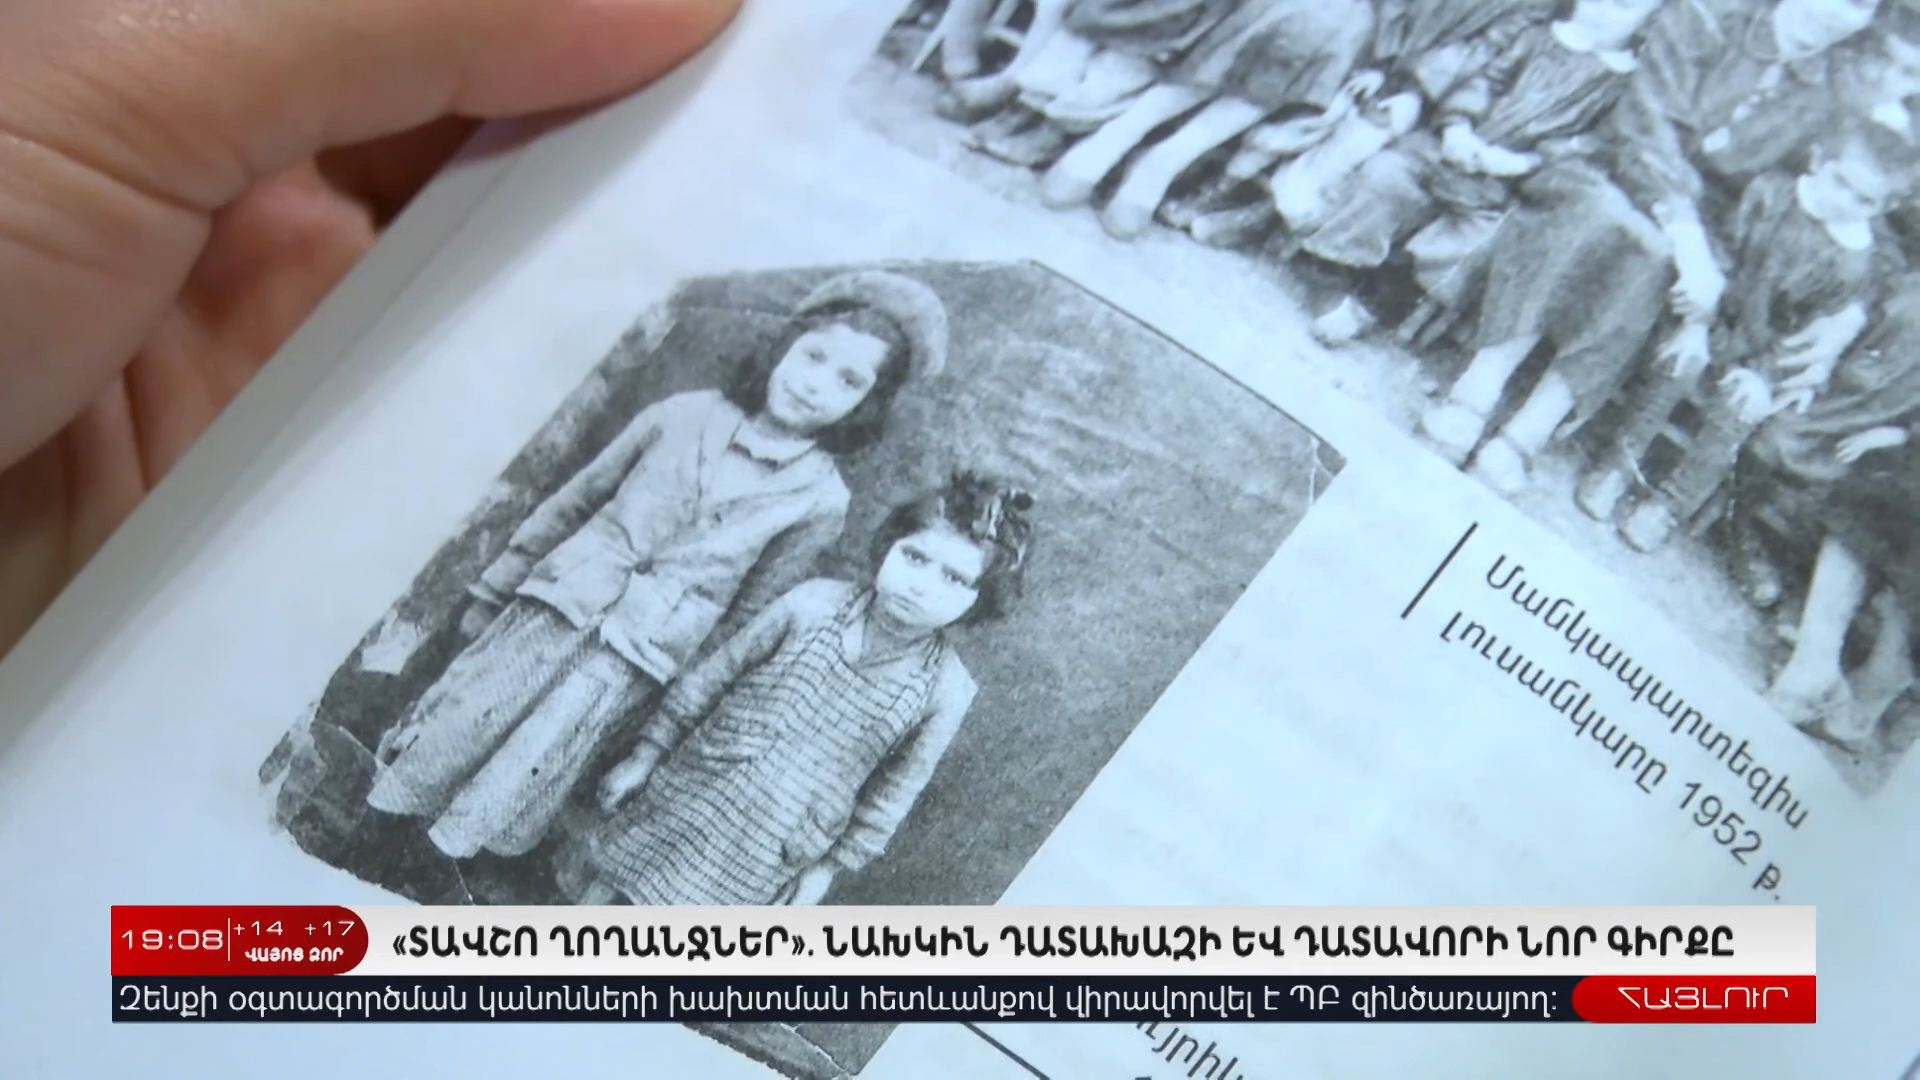 Մանկապարտեզիս
լուսանկարը 1952 թ.
19:08
+14 +17
ՎԱՅՈՑ ՁՈՐ
«ՏԱՎՇՈ ՂՈՂԱՆՋՆԵՐ». ՆԱԽԿԻՆ ԴԱՏԱԽԱԶԻ ԵՎ ԴԱՏԱՎՈՐԻ ՆՈՐ ԳԻՐՔԸ
Զենքի օգտագործման կանոնների խախտման հետևանքով վիրավորվել է ՊԲ զինծառայող:
ՀԱՅԼՈՒՐ